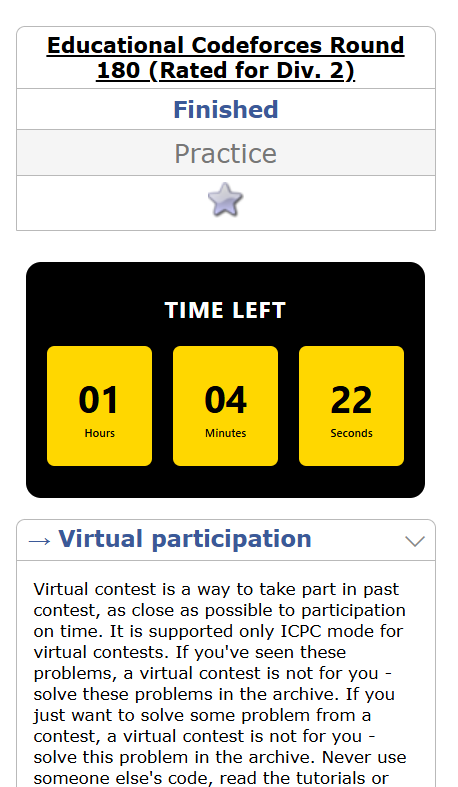 Educational Codeforces Round
180 (Rated for Div. 2)
Finished
Practice
TIME LEFT
01 04 22
Hours Minutes Seconds
→ Virtual participation
Virtual contest is a way to take part in past
contest, as close as possible to participation
on time. It is supported only ICPC mode for
virtual contests. If you've seen these
problems, a virtual contest is not for you -
solve these problems in the archive. If you
just want to solve some problem from a
contest, a virtual contest is not for you -
solve this problem in the archive. Never use
someone else's code, read the tutorials or